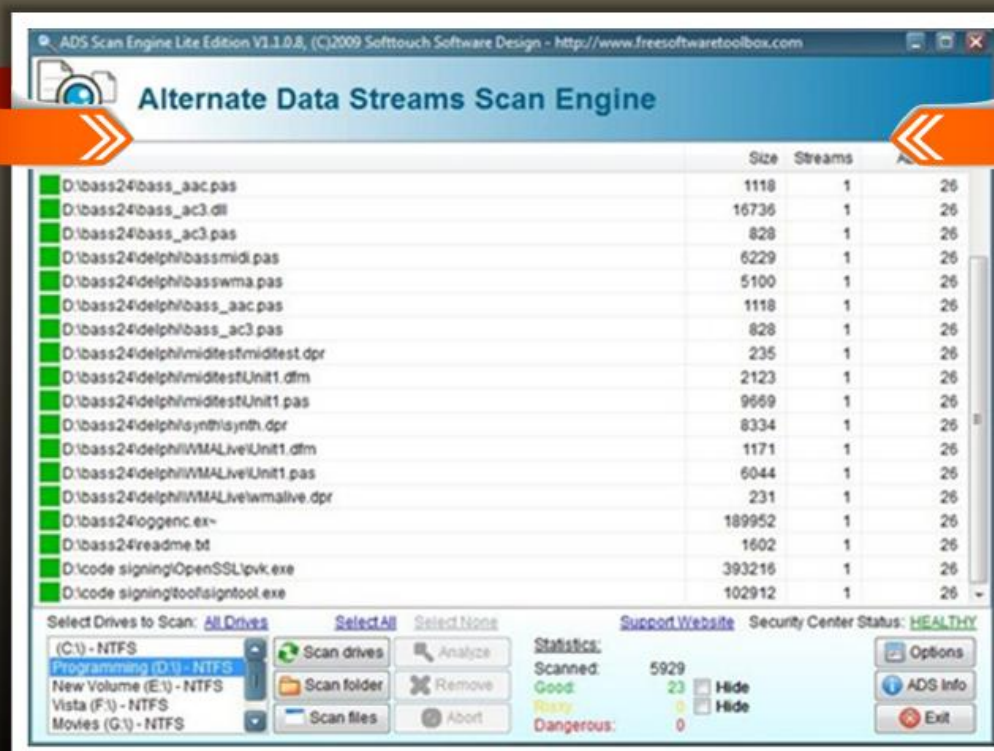 ADS Scan Engine Lite Edition V1.1.0.8, (C)2009 Softtouch Software Design - http://www.freesoftwaretoolbox.com
Alternate Data Streams Scan Engine
Size Streams
D:\bass24\bass_aac.pas 1118 1 26
D:\bass24\bass_ac3.dll 16736 1 26
D:\bass24\bass_ac3.pas 828 1 26
D:\bass24\delphi\bassmidi.pas 6229 1 26
D:\bass24\delphi\basswma.pas 5100 1 26
D:\bass24\delphi\bass_aac.pas 1118 1 26
D:\bass24\delphi\bass_ac3.pas 828 1 26
D:\bass24\delphi\miditest\miditest.dpr 235 1 26
D:\bass24\delphi\miditest\Unit1.dfm 2123 1 26
D:\bass24\delphi\miditest\Unit1.pas 9669 1 26
D:\bass24\delphi\synth\synth.dpr 8334 1 26
D:\bass24\delphi\WMALive\Unit1.dfm 1171 1 26
D:\bass24\delphi\WMALive\Unit1.pas 6044 1 26
D:\bass24\delphi\WMALive\wmalive.dpr 231 1 26
D:\bass24\oggenc.ex~ 189952 1 26
D:\bass24\readme.txt 1602 1 26
D:\code signing\OpenSSL\pvk.exe 393216 1 26
D:\code signing\tool\signtool.exe 102912 1 26
Select Drives to Scan: All Drives Select All Select None Support Website Security Center Status: HEALTHY
(C:\) - NTFS
Programming (D:\) - NTFS
New Volume (E:\) - NTFS
Vista (F:\) - NTFS
Movies (G:\) - NTFS
Scan drives Analyze
Scan folder Remove
Scan files Abort
Statistics:
Scanned: 5929
Good: 23 Hide
Risky: 0 Hide
Dangerous: 0
Options
ADS Info
Exit